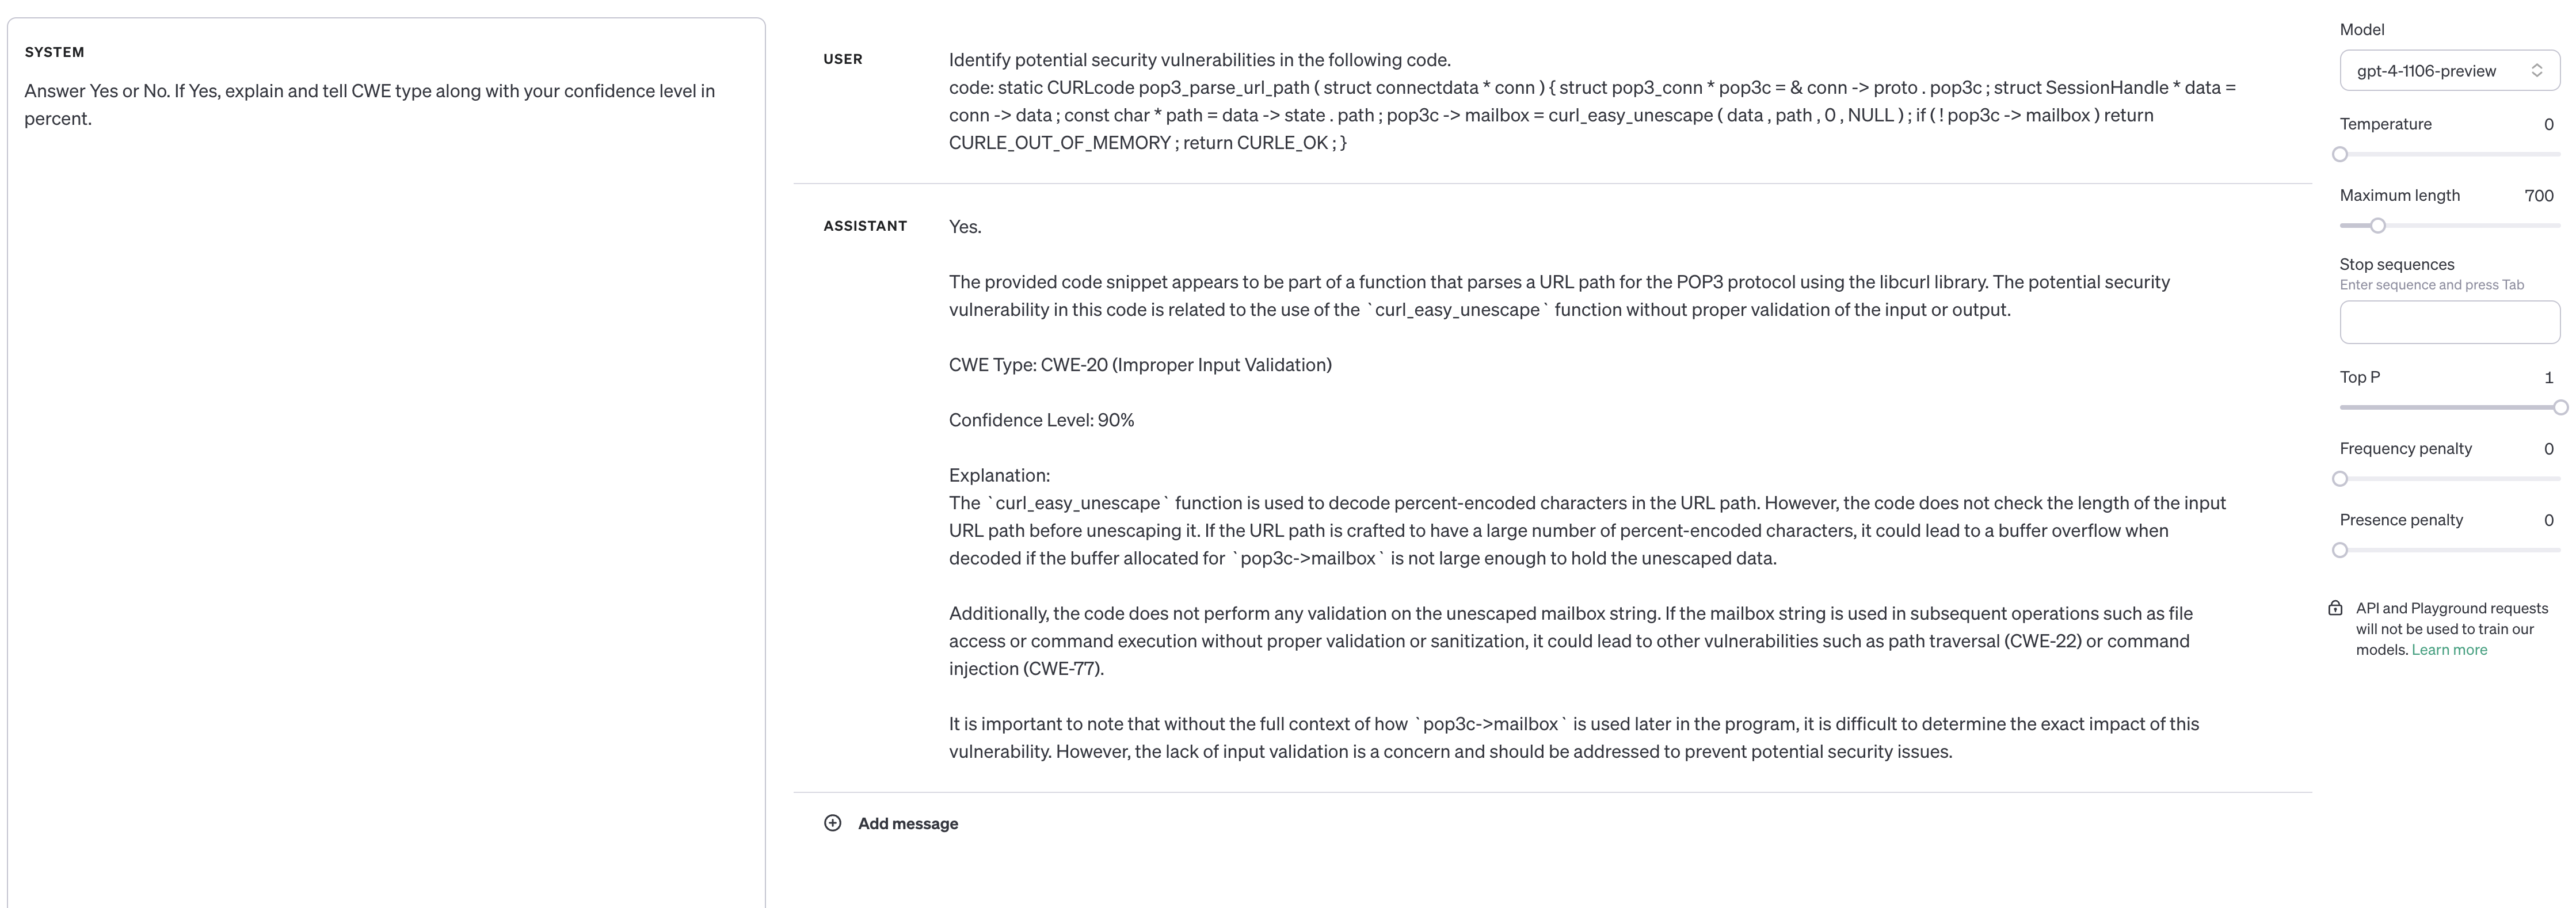 SYSTEM
Answer Yes or No. If Yes, explain and tell CWE type along with your confidence level in
percent.
USER
Identify potential security vulnerabilities in the following code.
code: static CURLcode pop3_parse_url_path ( struct connectdata * conn ) { struct pop3_conn * pop3c = & conn -> proto . pop3c ; struct SessionHandle * data =
conn -> data ; const char * path = data -> state . path ; pop3c -> mailbox = curl_easy_unescape ( data , path , 0 , NULL ) ; if ( ! pop3c -> mailbox ) return
CURLE_OUT_OF_MEMORY ; return CURLE_OK ; }
ASSISTANT
Yes.
The provided code snippet appears to be part of a function that parses a URL path for the POP3 protocol using the libcurl library. The potential security
vulnerability in this code is related to the use of the `curl_easy_unescape` function without proper validation of the input or output.
CWE Type: CWE-20 (Improper Input Validation)
Confidence Level: 90%
Explanation:
The `curl_easy_unescape` function is used to decode percent-encoded characters in the URL path. However, the code does not check the length of the input
URL path before unescaping it. If the URL path is crafted to have a large number of percent-encoded characters, it could lead to a buffer overflow when
decoded if the buffer allocated for `pop3c->mailbox` is not large enough to hold the unescaped data.
Additionally, the code does not perform any validation on the unescaped mailbox string. If the mailbox string is used in subsequent operations such as file
access or command execution without proper validation or sanitization, it could lead to other vulnerabilities such as path traversal (CWE-22) or command
injection (CWE-77).
It is important to note that without the full context of how `pop3c->mailbox` is used later in the program, it is difficult to determine the exact impact of this
vulnerability. However, the lack of input validation is a concern and should be addressed to prevent potential security issues.
Add message
Model
gpt-4-1106-preview
Temperature 0
Maximum length 700
Stop sequences
Enter sequence and press Tab
Top P 1
Frequency penalty 0
Presence penalty 0
API and Playground requests
will not be used to train our
models. Learn more